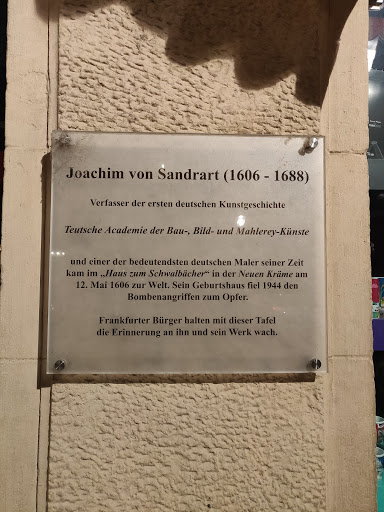 Joachim von Sandrart (1606 - 1688)
Verfasser der ersten deutschen Kunstgeschichte
Teutsche Academie der Bau-, Bild- und Mahlerey-Künste
und einer der bedeutendsten deutschen Maler seiner Zeit
kam im „Haus zum Schwalbächer“ in der Neuen Kräme am
12. Mai 1606 zur Welt. Sein Geburtshaus fiel 1944 den
Bombenangriffen zum Opfer.
Frankfurter Bürger halten mit dieser Tafel
die Erinnerung an ihn und sein Werk wach.